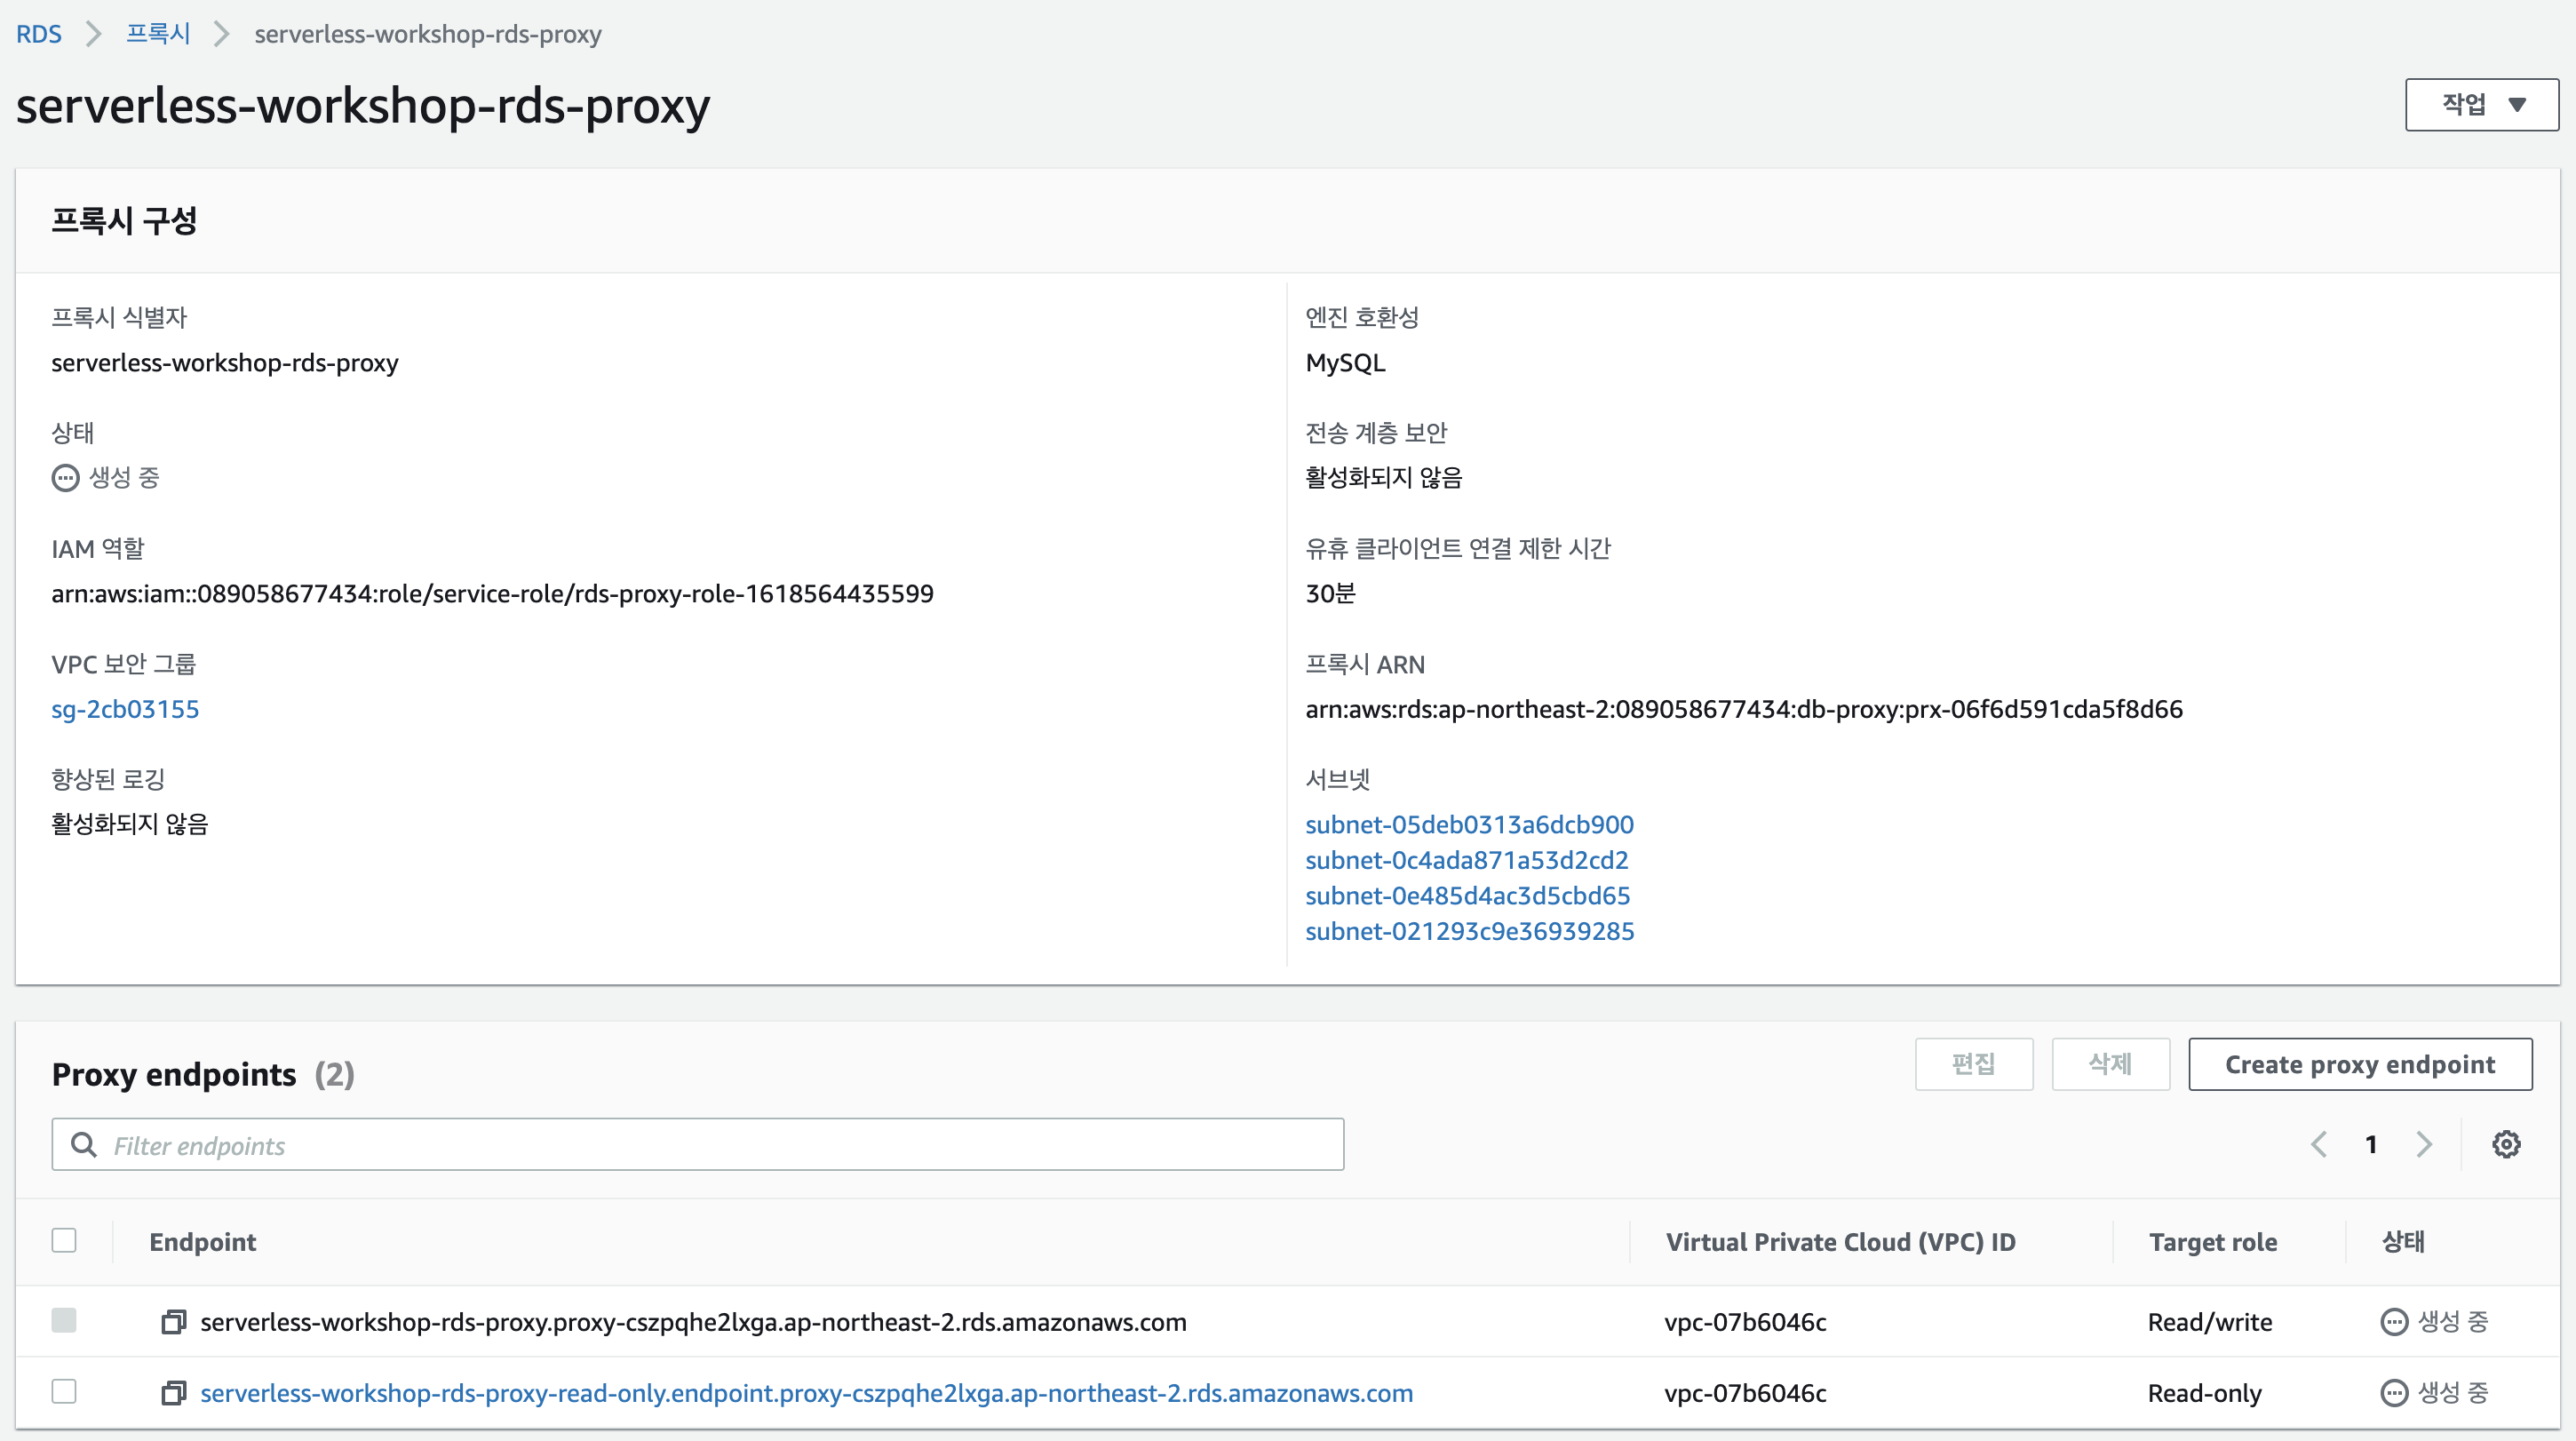 RDS > 프록시 > serverless-workshop-rds-proxy
serverless-workshop-rds-proxy
작업
프록시 구성
프록시 식별자
serverless-workshop-rds-proxy
상태
생성 중
IAM 역할
arn:aws:iam::089058677434:role/service-role/rds-proxy-role-1618564435599
VPC 보안 그룹
sg-2cb03155
향상된 로깅
활성화되지 않음
엔진 호환성
MySQL
전송 계층 보안
활성화되지 않음
유휴 클라이언트 연결 제한 시간
30분
프록시 ARN
arn:aws:rds:ap-northeast-2:089058677434:db-proxy:prx-06f6d591cda5f8d66
서브넷
subnet-05deb0313a6dcb900
subnet-0c4ada871a53d2cd2
subnet-0e485d4ac3d5cbd65
subnet-021293c9e36939285
Proxy endpoints (2)
편집 삭제 Create proxy endpoint
Filter endpoints
1
Endpoint Virtual Private Cloud (VPC) ID Target role 상태
serverless-workshop-rds-proxy.proxy-cszpqhe2lxga.ap-northeast-2.rds.amazonaws.com vpc-07b6046c Read/write 생성 중
serverless-workshop-rds-proxy-read-only.endpoint.proxy-cszpqhe2lxga.ap-northeast-2.rds.amazonaws.com vpc-07b6046c Read-only 생성 중